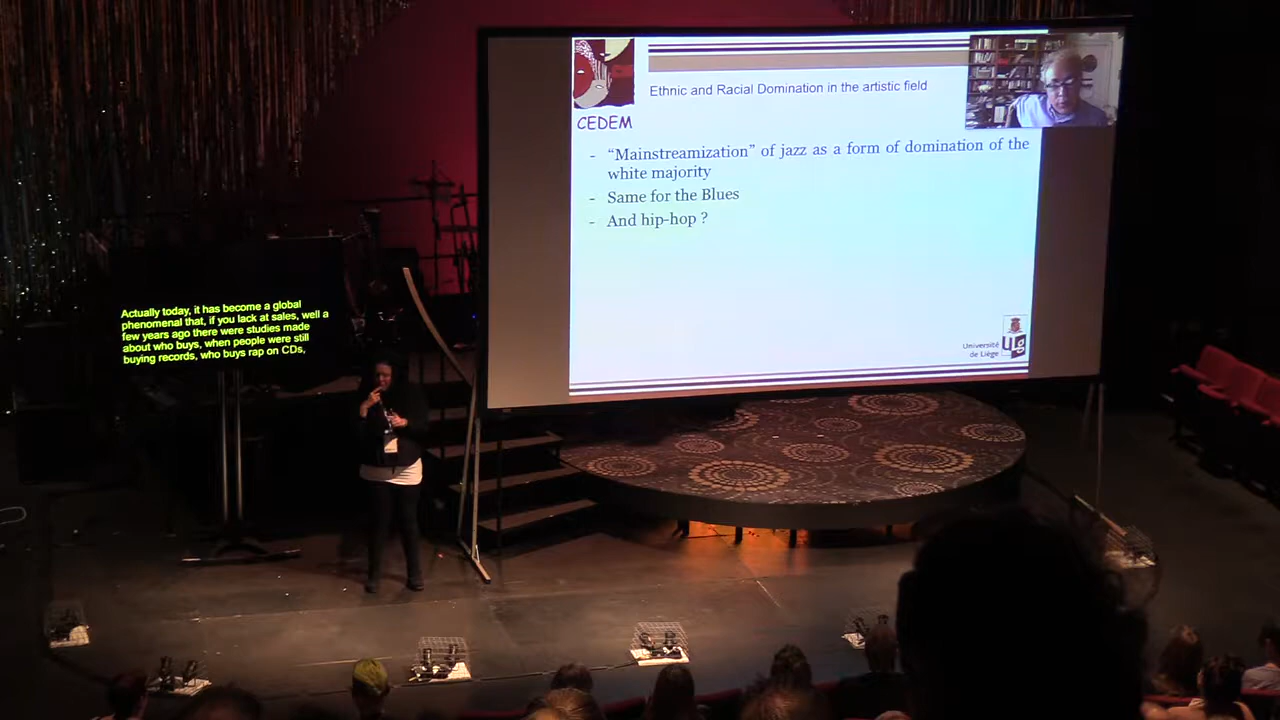 Ethnic and Racial Domination in the artistic field
CEDEM
- “Mainstreamization” of jazz as a form of domination of the
white majority
- Same for the Blues
- And hip-hop ?
Université
de Liège
Actually today, it has become a global
phenomenal that, if you lack at sales, well a
few years ago there were studies made
about who buys, when people were still
buying records, who buys rap on CDs,